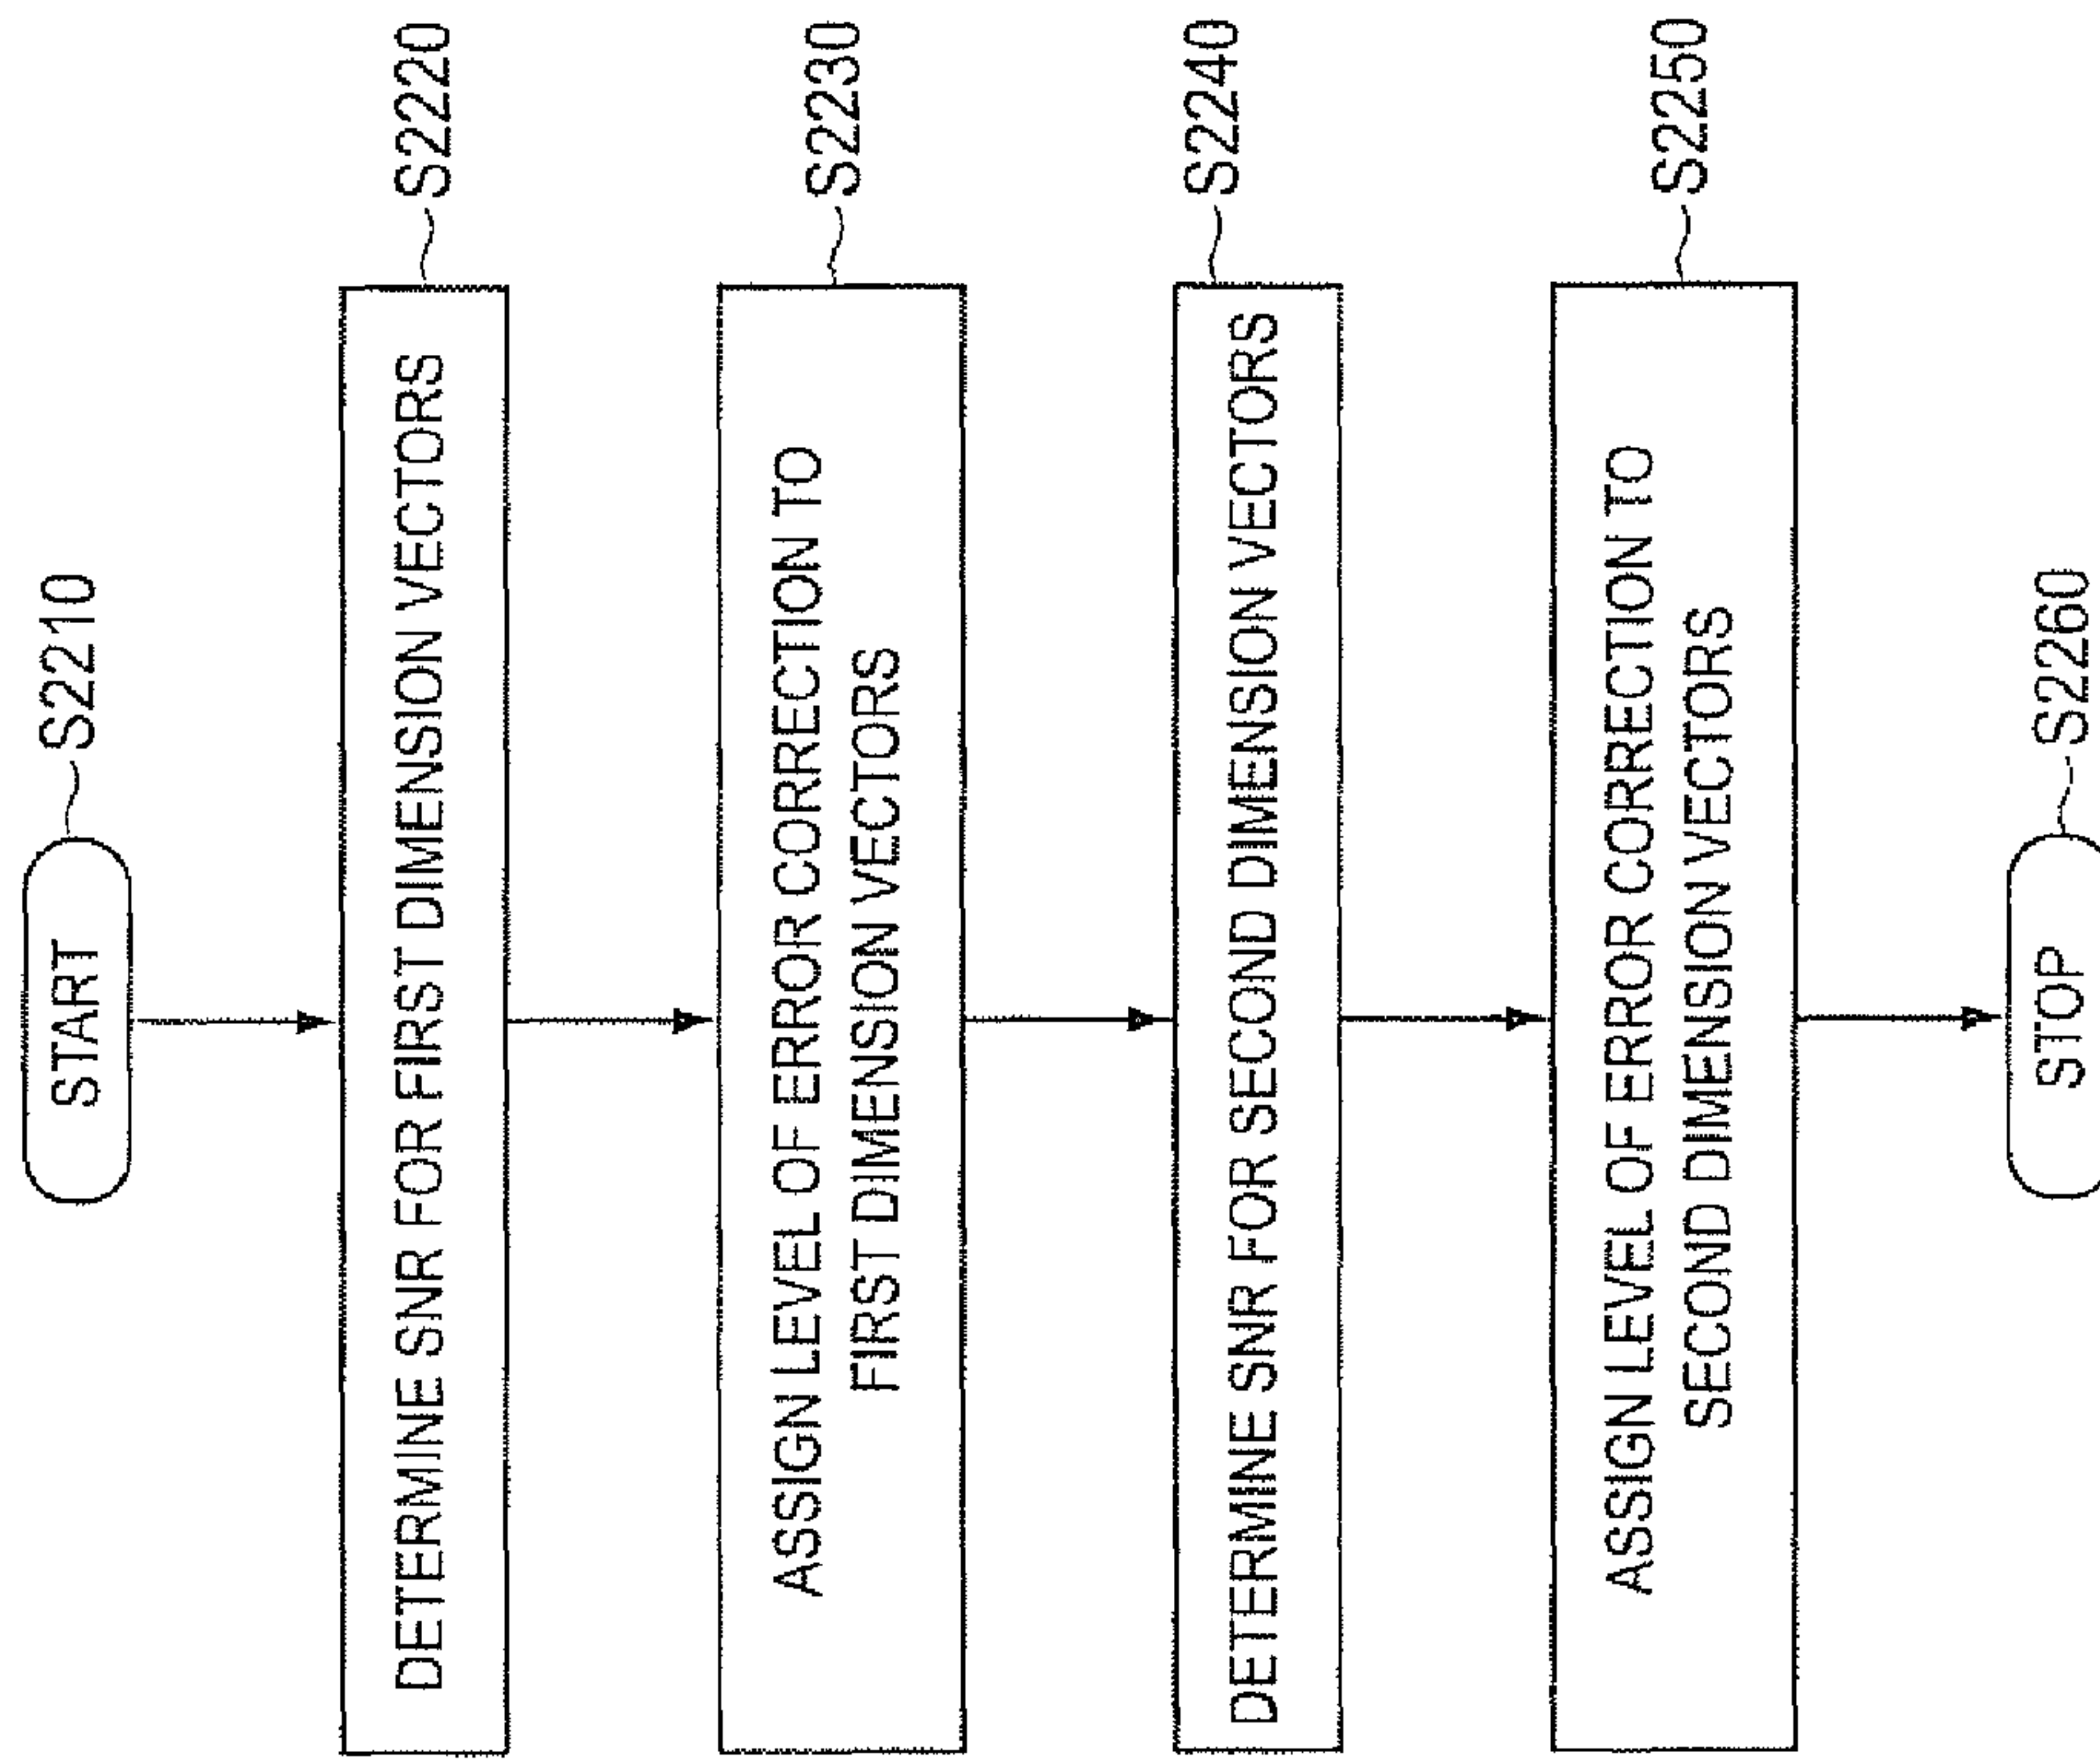 START
S2210
DETERMINE SNR FOR FIRST DIMENSION VECTORS
S2220
ASSIGN LEVEL OF ERROR CORRECTION TO
FIRST DIMENSION VECTORS
S2230
DETERMINE SNR FOR SECOND DIMENSION VECTORS
S2240
ASSIGN LEVEL OF ERROR CORRECTION TO
SECOND DIMENSION VECTORS
S2250
STOP
S2260